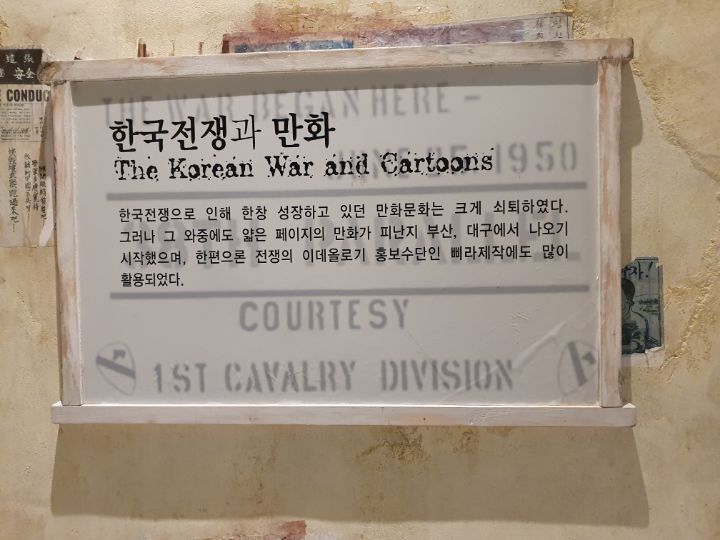 THE WAR BEGAN HERE -
한국전쟁과 만화
The Korean War and Cartoons
1950
한국전쟁으로 인해 한창 성장하고 있던 만화문화는 크게 쇠퇴하였다.
그러나 그 와중에도 얇은 페이지의 만화가 피난지 부산, 대구에서 나오기
시작했으며, 한편으론 전쟁의 이데올로기 홍보수단인 삐라제작에도 많이
활용되었다.
COURTESY
1ST CAVALRY DIVISION
CONDUC